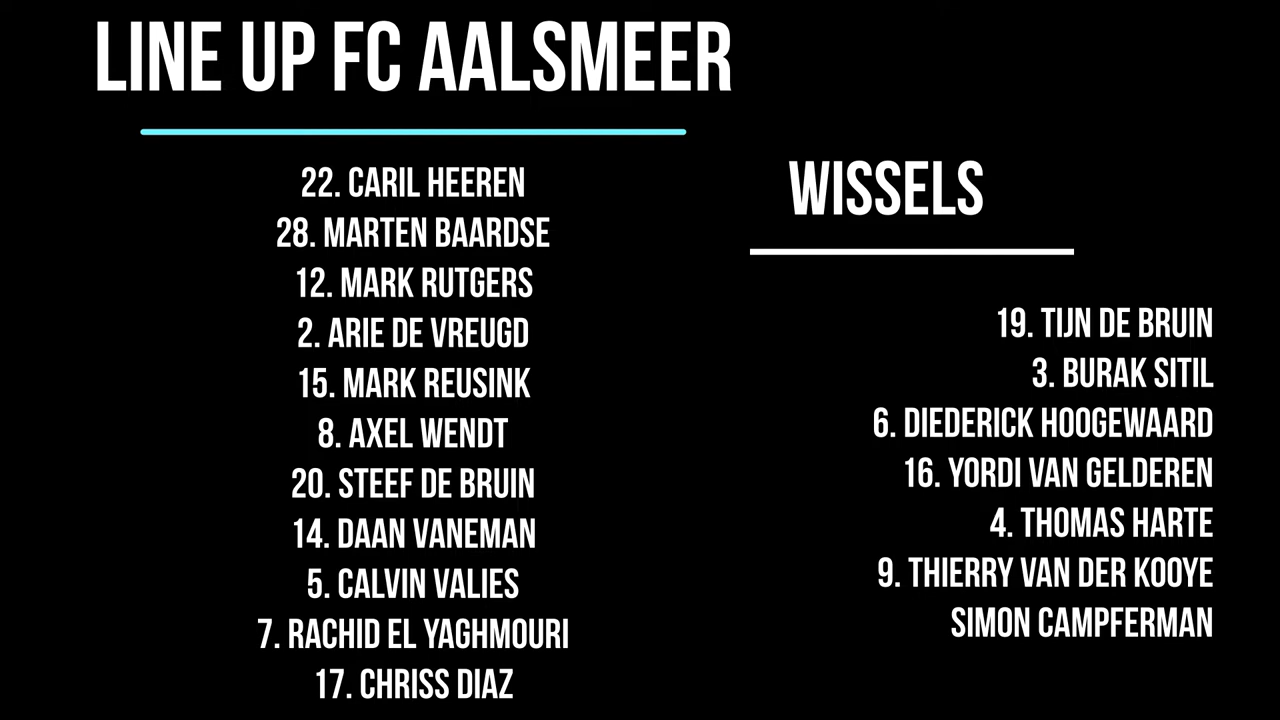 LINE UP FC AALSMEER
22. CARIL HEEREN
28. MARTEN BAARDSE
12. MARK RUTGERS
2. ARIE DE VREUGD
15. MARK REUSINK
8. AXEL WENDT
20. STEEF DE BRUIN
14. DAAN VANEMAN
5. CALVIN VALIES
7. RACHID EL YAGHMOURI
17. CHRISS DIAZ
WISSELS
19. TIJN DE BRUIN
3. BURAK SITIL
6. DIEDERICK HOOGEWAARD
16. YORDI VAN GELDEREN
4. THOMAS HARTE
9. THIERRY VAN DER KOOYE
SIMON CAMPFERMAN